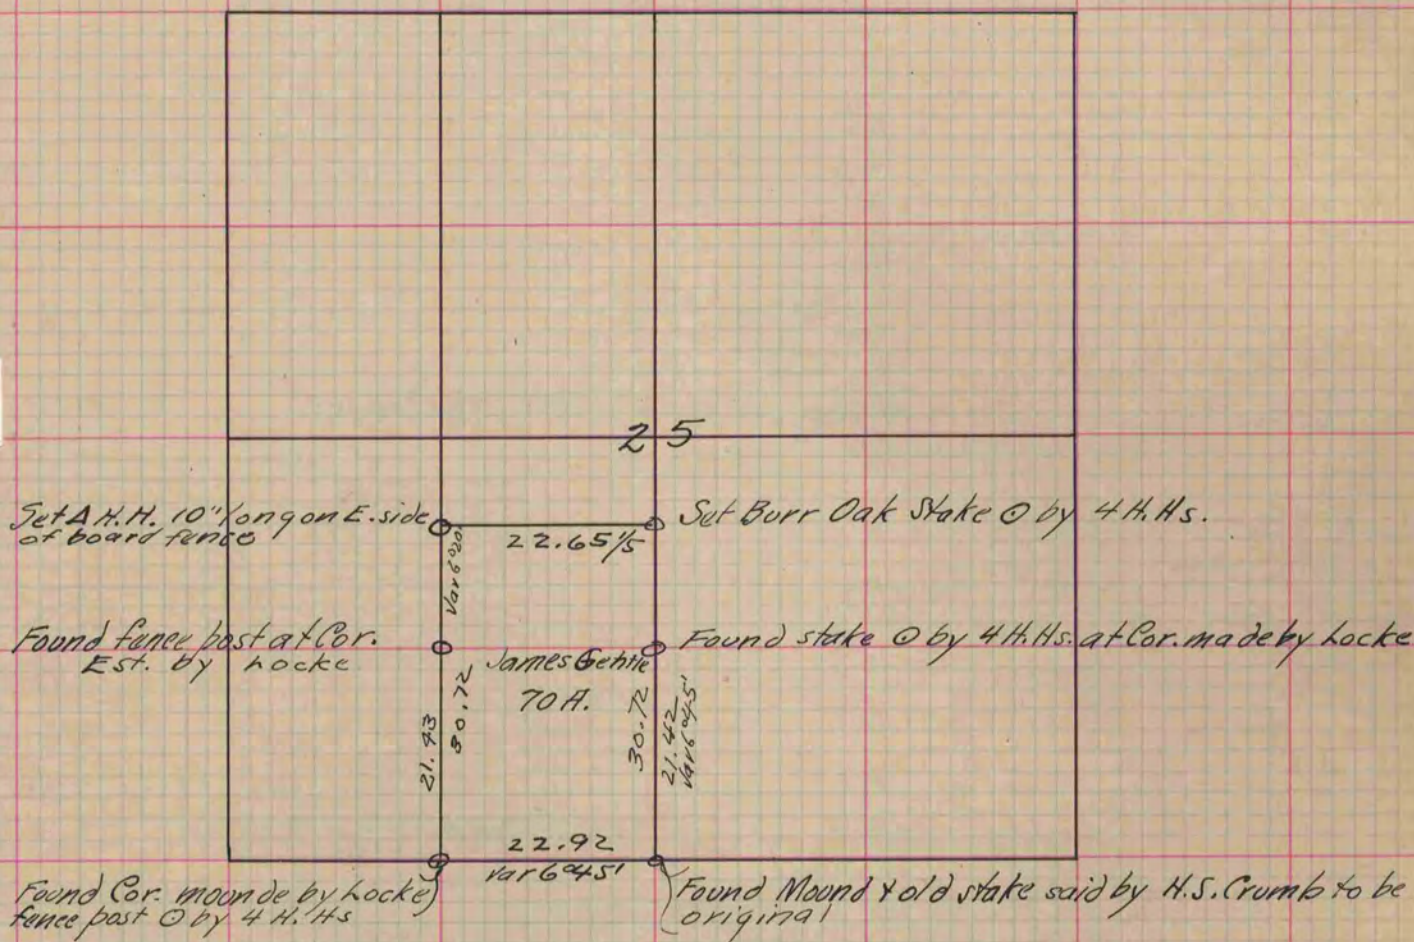 25
Set A H.H. 10" long on E. side
of board fence
Set Burr Oak Stake ⊙ by 4 H.Hs.
22.65 1/5
Var 6°20'
Found fence post at Cor.
Est. by Locke
Found stake ⊙ by 4 H.Hs. at Cor. made by Locke
James Gentle
70 A.
21.43
30.72
30.72
21.42
Var 6°45'
22.92
Var 6°45'
Found Cor. mounde by Locke
fence post ⊙ by 4 H. Hs
Found Mound & old stake said by H.S. Crumb to be
original